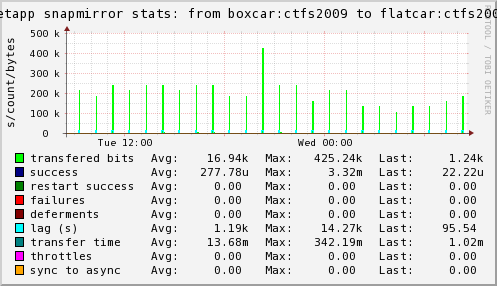 etapp snapmirror stats: from boxcar:ctfs2009 to flatcar:ctfs200
RRDTOOL / TOBI OETIKER
s/count/bytes
500 k
400 k
300 k
200 k
100 k
0
Tue 12:00 Wed 00:00
transfered bits Avg: 16.94k Max: 425.24k Last: 1.24k
success Avg: 277.78u Max: 3.32m Last: 22.22u
restart success Avg: 0.00 Max: 0.00 Last: 0.00
failures Avg: 0.00 Max: 0.00 Last: 0.00
deferments Avg: 0.00 Max: 0.00 Last: 0.00
lag (s) Avg: 1.19k Max: 14.27k Last: 95.54
transfer time Avg: 13.68m Max: 342.19m Last: 1.02m
throttles Avg: 0.00 Max: 0.00 Last: 0.00
sync to async Avg: 0.00 Max: 0.00 Last: 0.00